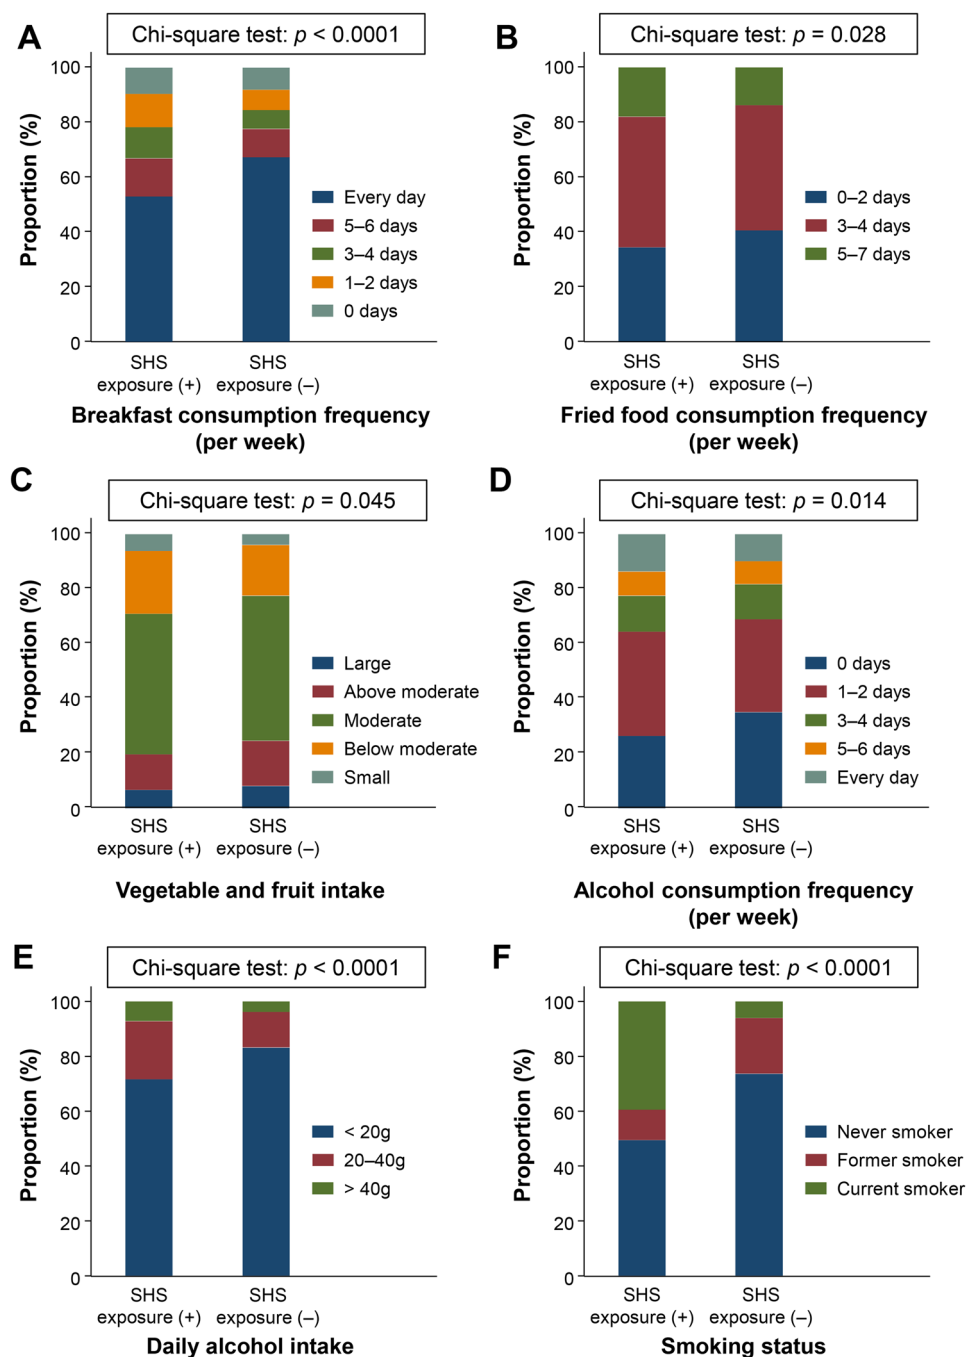 A
Chi-square test: p < 0.0001
Proportion (%)
100
80
60
40
20
0
Every day
5–6 days
3–4 days
1–2 days
0 days
SHS
exposure (+)
SHS
exposure (–)
Breakfast consumption frequency
(per week)
B
Chi-square test: p = 0.028
Proportion (%)
100
80
60
40
20
0
0–2 days
3–4 days
5–7 days
SHS
exposure (+)
SHS
exposure (–)
Fried food consumption frequency
(per week)
C
Chi-square test: p = 0.045
Proportion (%)
100
80
60
40
20
0
Large
Above moderate
Moderate
Below moderate
Small
SHS
exposure (+)
SHS
exposure (–)
Vegetable and fruit intake
D
Chi-square test: p = 0.014
Proportion (%)
100
80
60
40
20
0
0 days
1–2 days
3–4 days
5–6 days
Every day
SHS
exposure (+)
SHS
exposure (–)
Alcohol consumption frequency
(per week)
E
Chi-square test: p < 0.0001
Proportion (%)
100
80
60
40
20
0
< 20g
20–40g
> 40g
SHS
exposure (+)
SHS
exposure (–)
Daily alcohol intake
F
Chi-square test: p < 0.0001
Proportion (%)
100
80
60
40
20
0
Never smoker
Former smoker
Current smoker
SHS
exposure (+)
SHS
exposure (–)
Smoking status